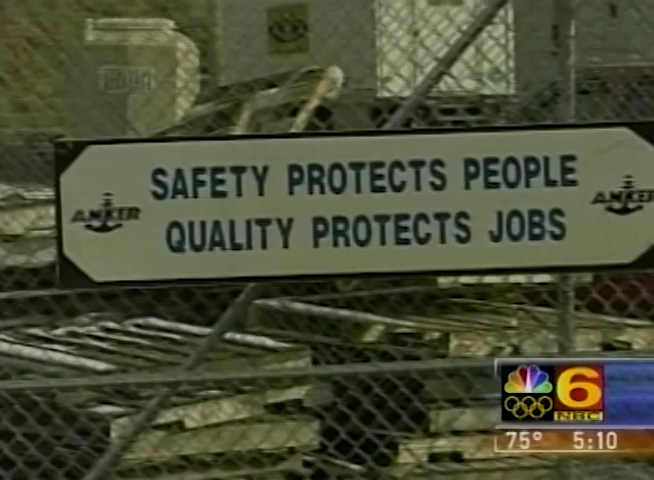 SAFETY PROTECTS PEOPLE
ANKER
ANKER
QUALITY PROTECTS JOBS
6
NBC
75° 5:10